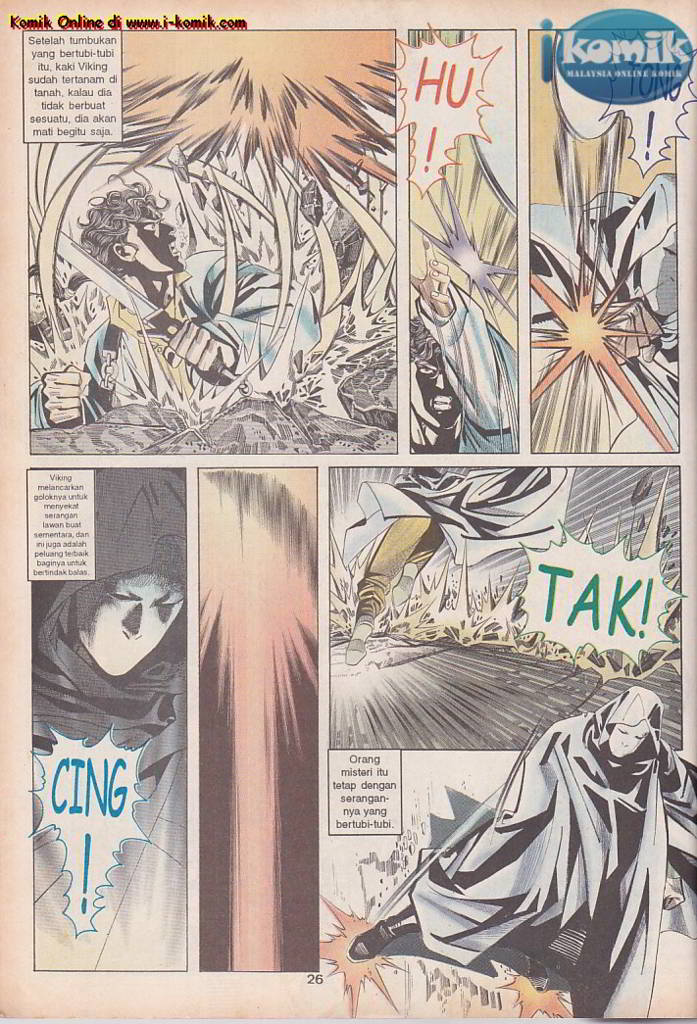 Komik Online di www.i-komik.com
ikomik
MALAYSIA ONLINE KOMIK
Setelah tumbukan
yang bertubi-tubi
itu, kaki Viking
sudah tertanam di
tanah, kalau dia
tidak berbuat
sesuatu, dia akan
mati begitu saja.
HU
!
TONG
!
Viking
melancarkan
goloknya untuk
menyekat
serangan
lawan buat
sementara, dan
ini juga adalah
peluang terbaik
baginya untuk
bertindak balas.
CING
!
TAK!
Orang
misteri itu
tetap dengan
serangan-
nya yang
bertubi-tubi.
26